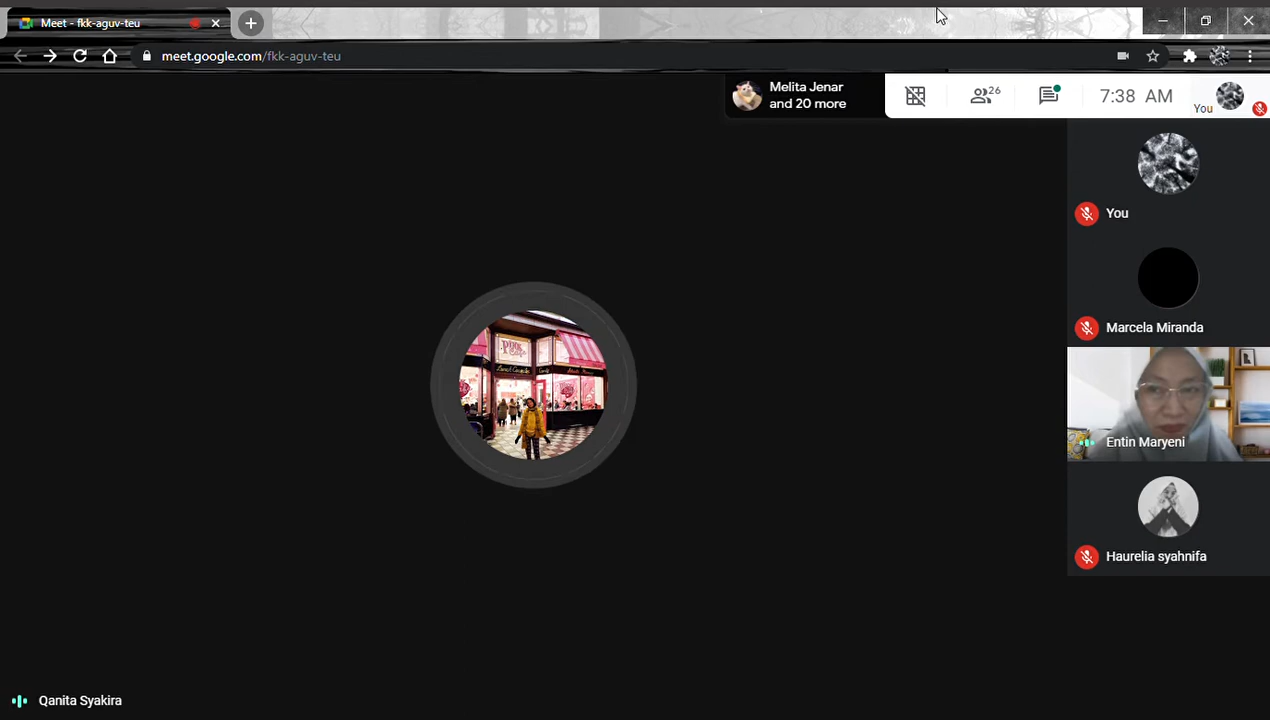 Meet - fkk-aguv-teu
meet.google.com/fkk-aguv-teu
Melita Jenar
and 20 more
26
7:38 AM
You
You
Marcela Miranda
Entin Maryeni
Haurelia syahnifa
Qanita Syakira